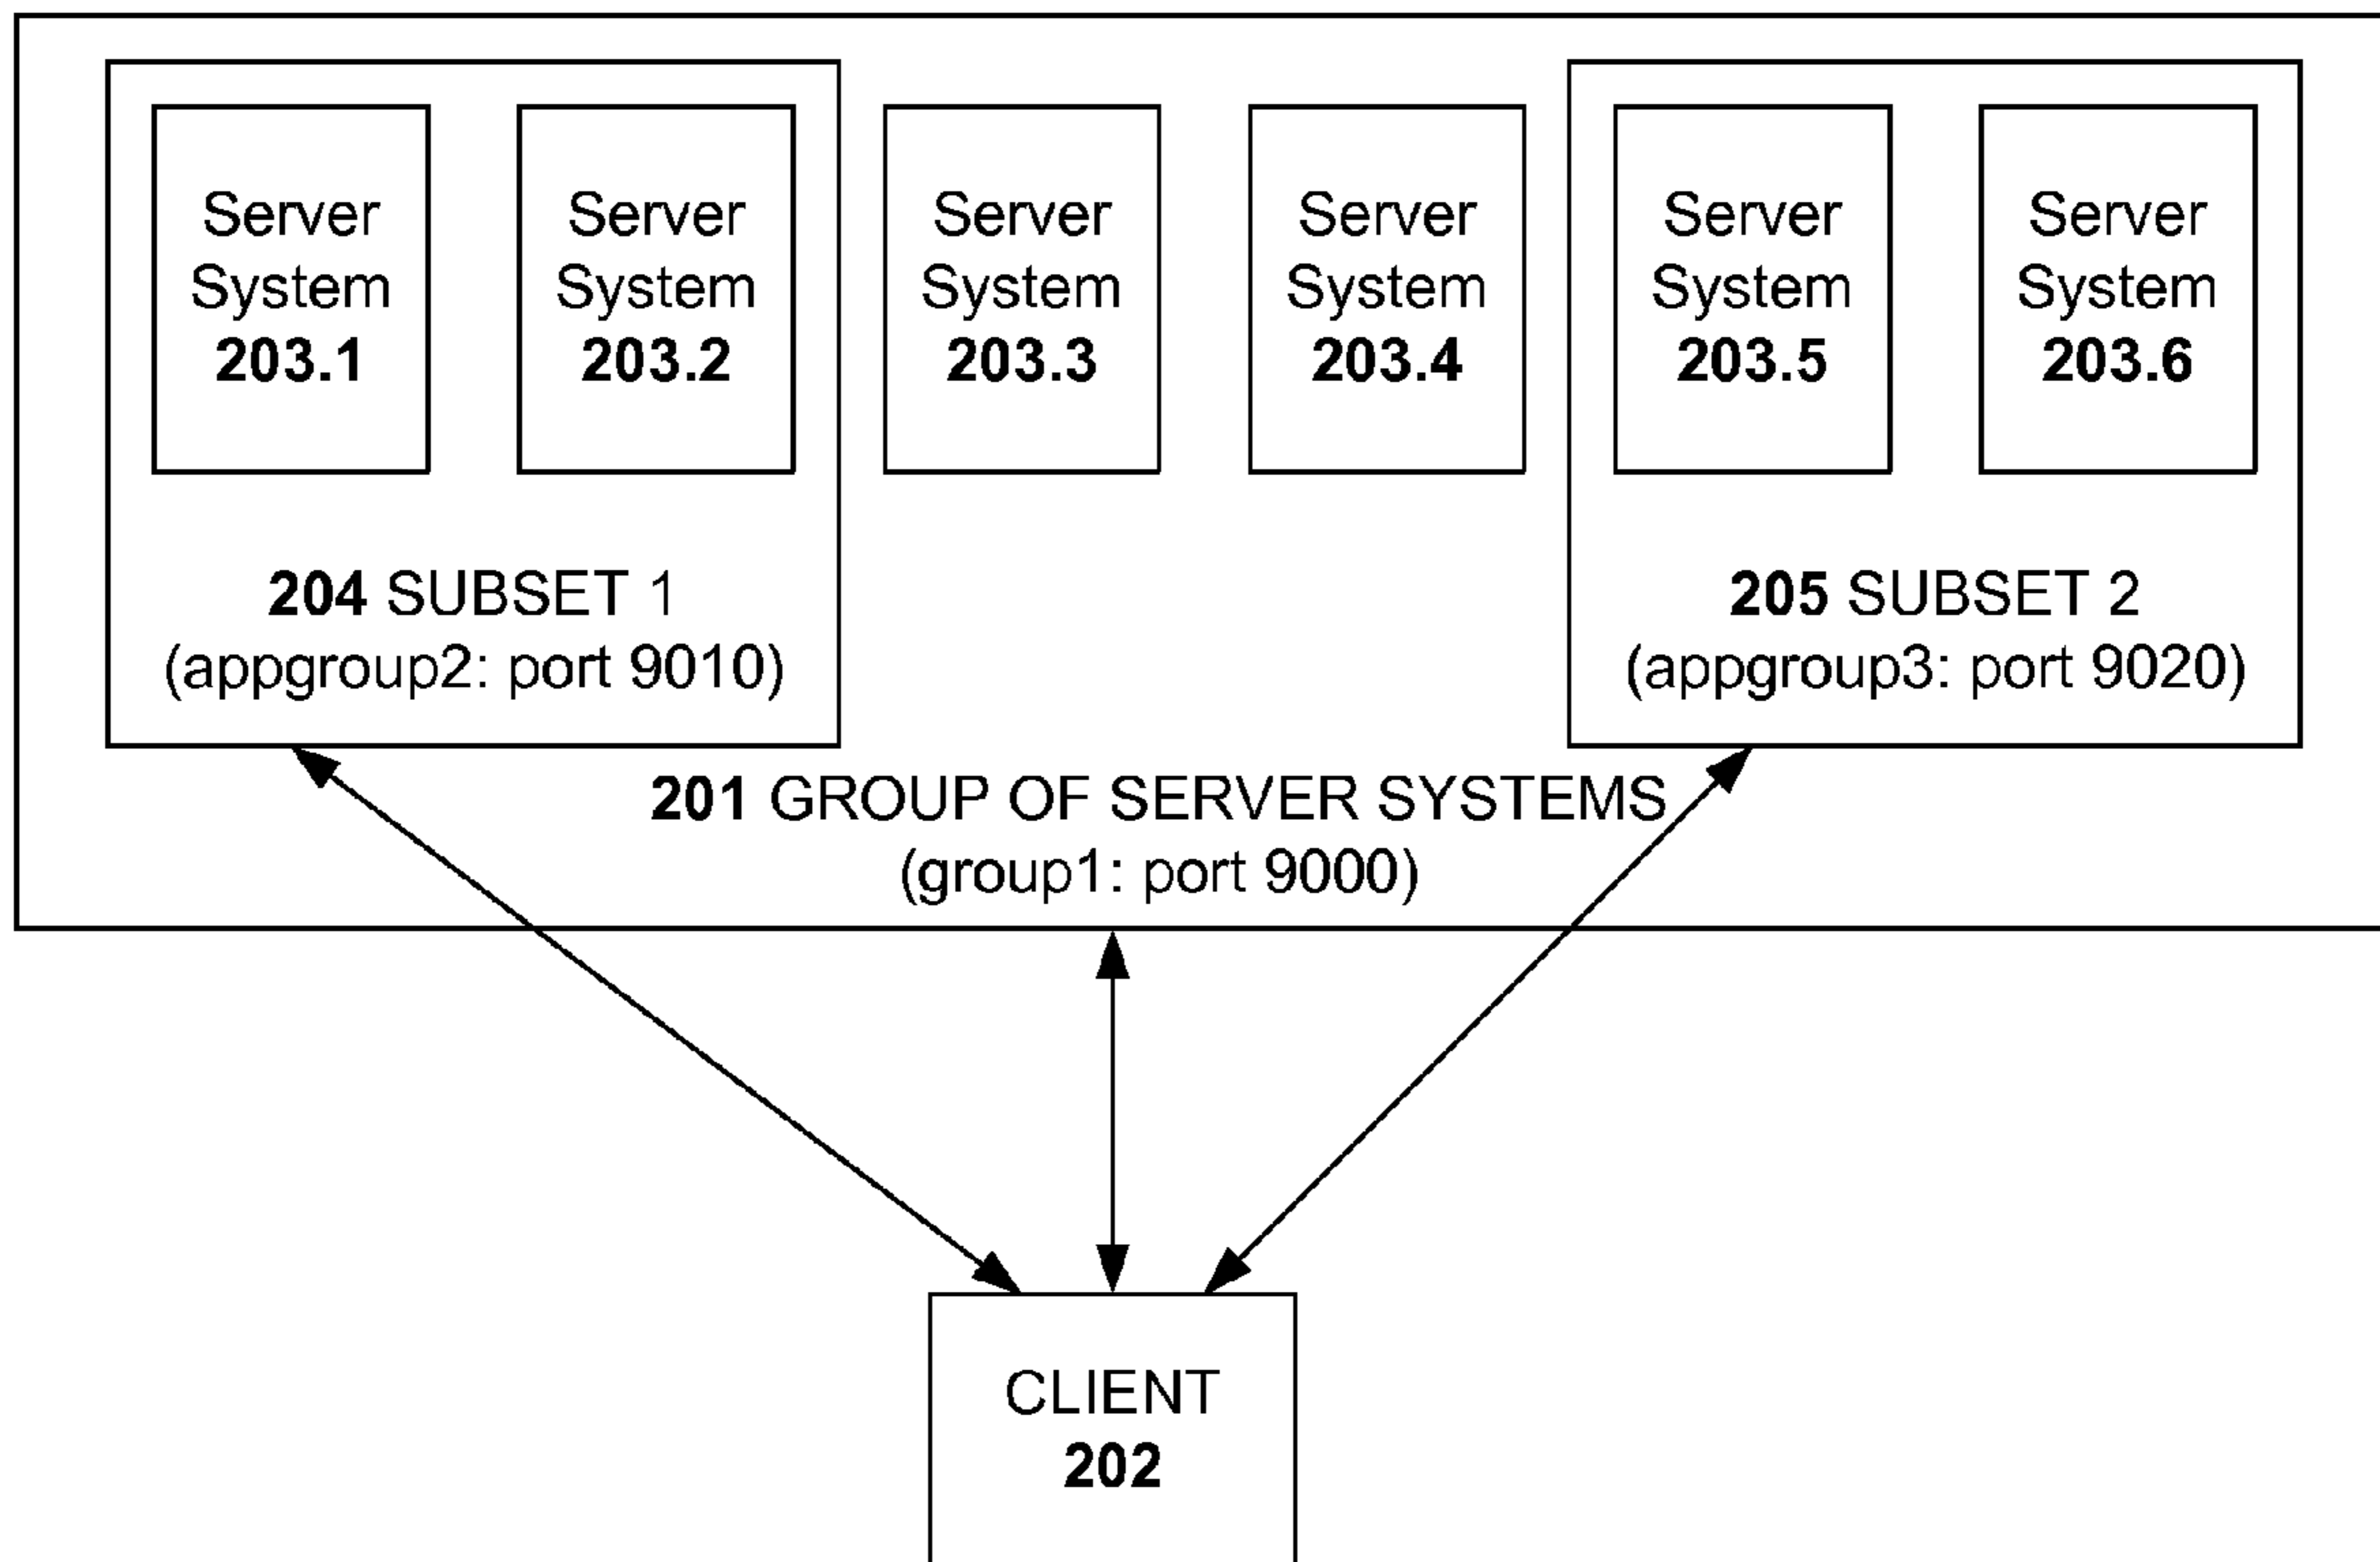 Server
System
203.1
Server
System
203.2
Server
System
203.3
Server
System
203.4
Server
System
203.5
Server
System
203.6
204 SUBSET 1
(appgroup2: port 9010)
205 SUBSET 2
(appgroup3: port 9020)
201 GROUP OF SERVER SYSTEMS
(group1: port 9000)
CLIENT
202